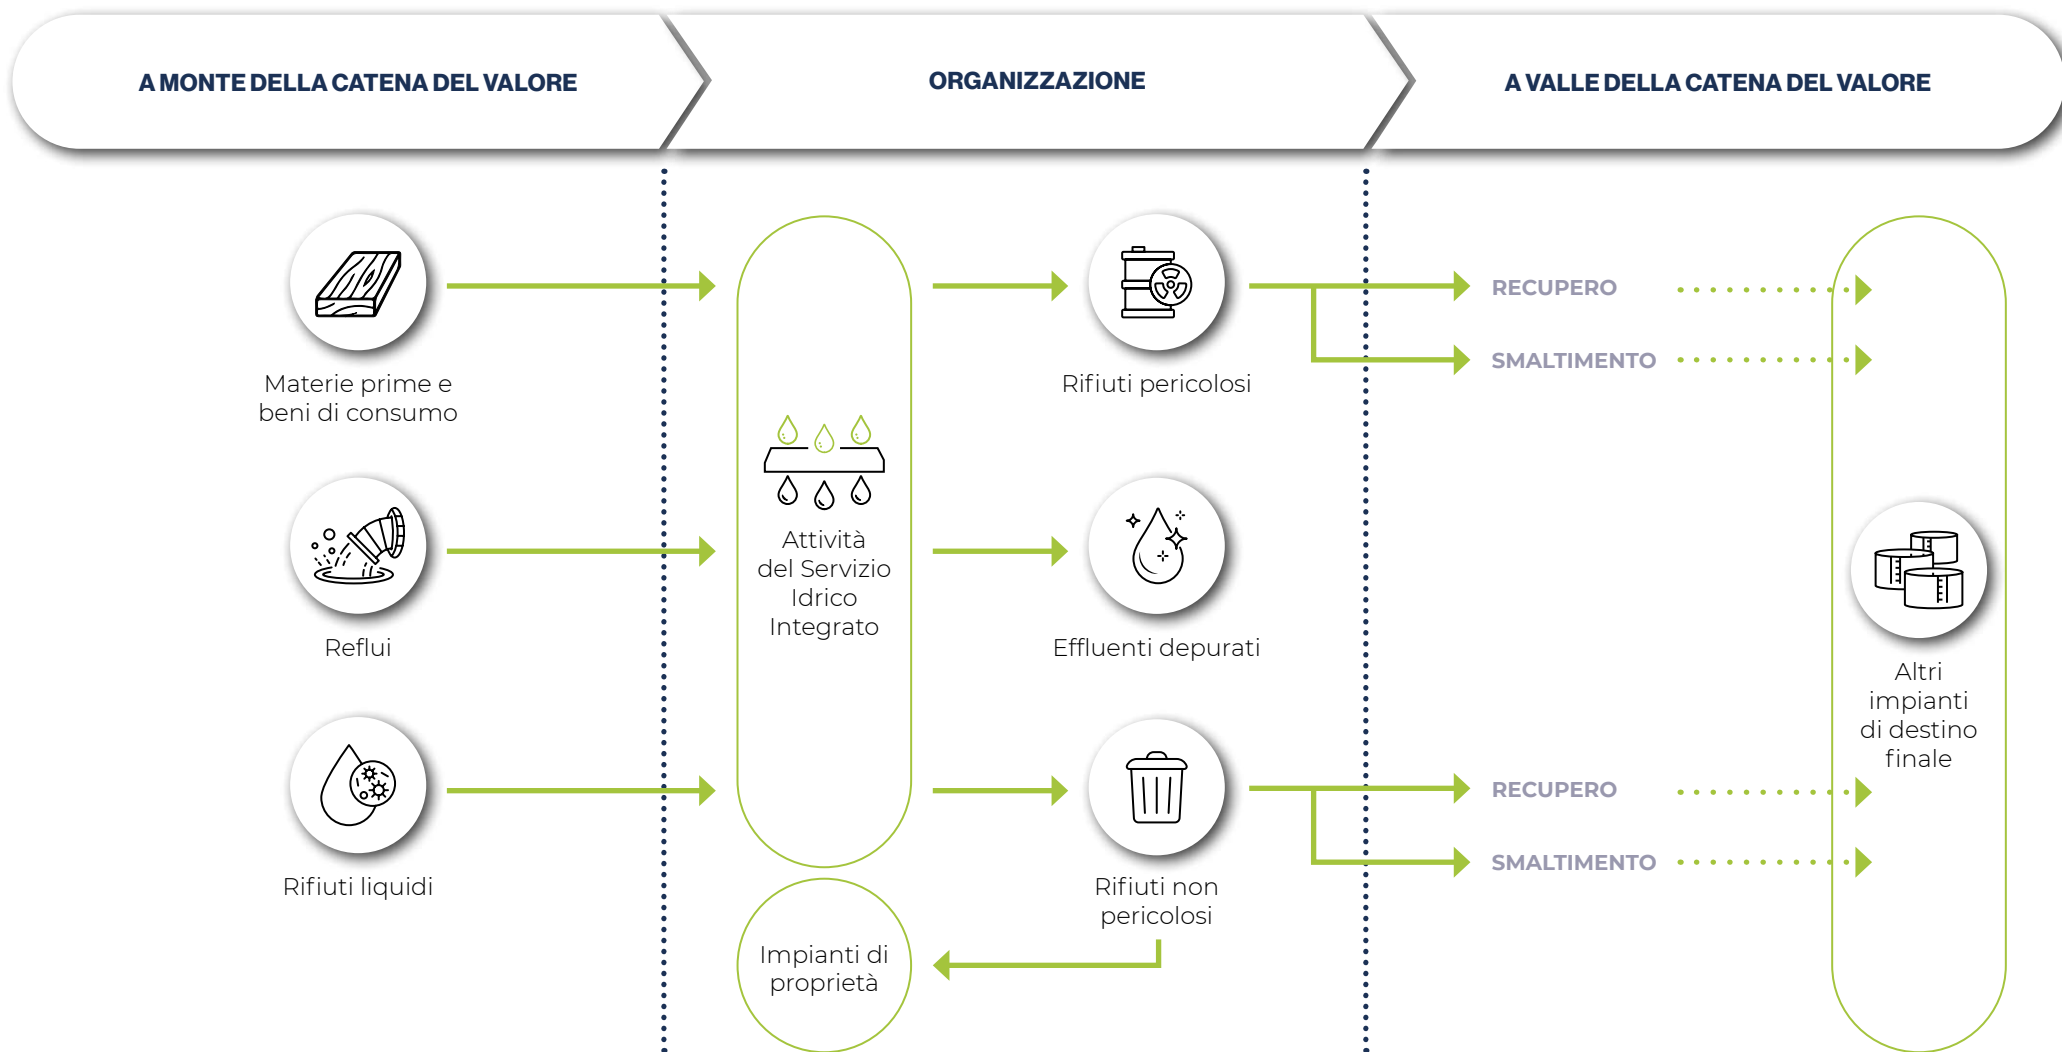 A MONTE DELLA CATENA DEL VALORE
ORGANIZZAZIONE
A VALLE DELLA CATENA DEL VALORE
Materie prime e
beni di consumo
Reflui
Rifiuti liquidi
Attività
del Servizio
Idrico
Integrato
Impianti di
proprietà
Rifiuti pericolosi
Effluenti depurati
Rifiuti non
pericolosi
RECUPERO
SMALTIMENTO
RECUPERO
SMALTIMENTO
Altri
impianti
di destino
finale